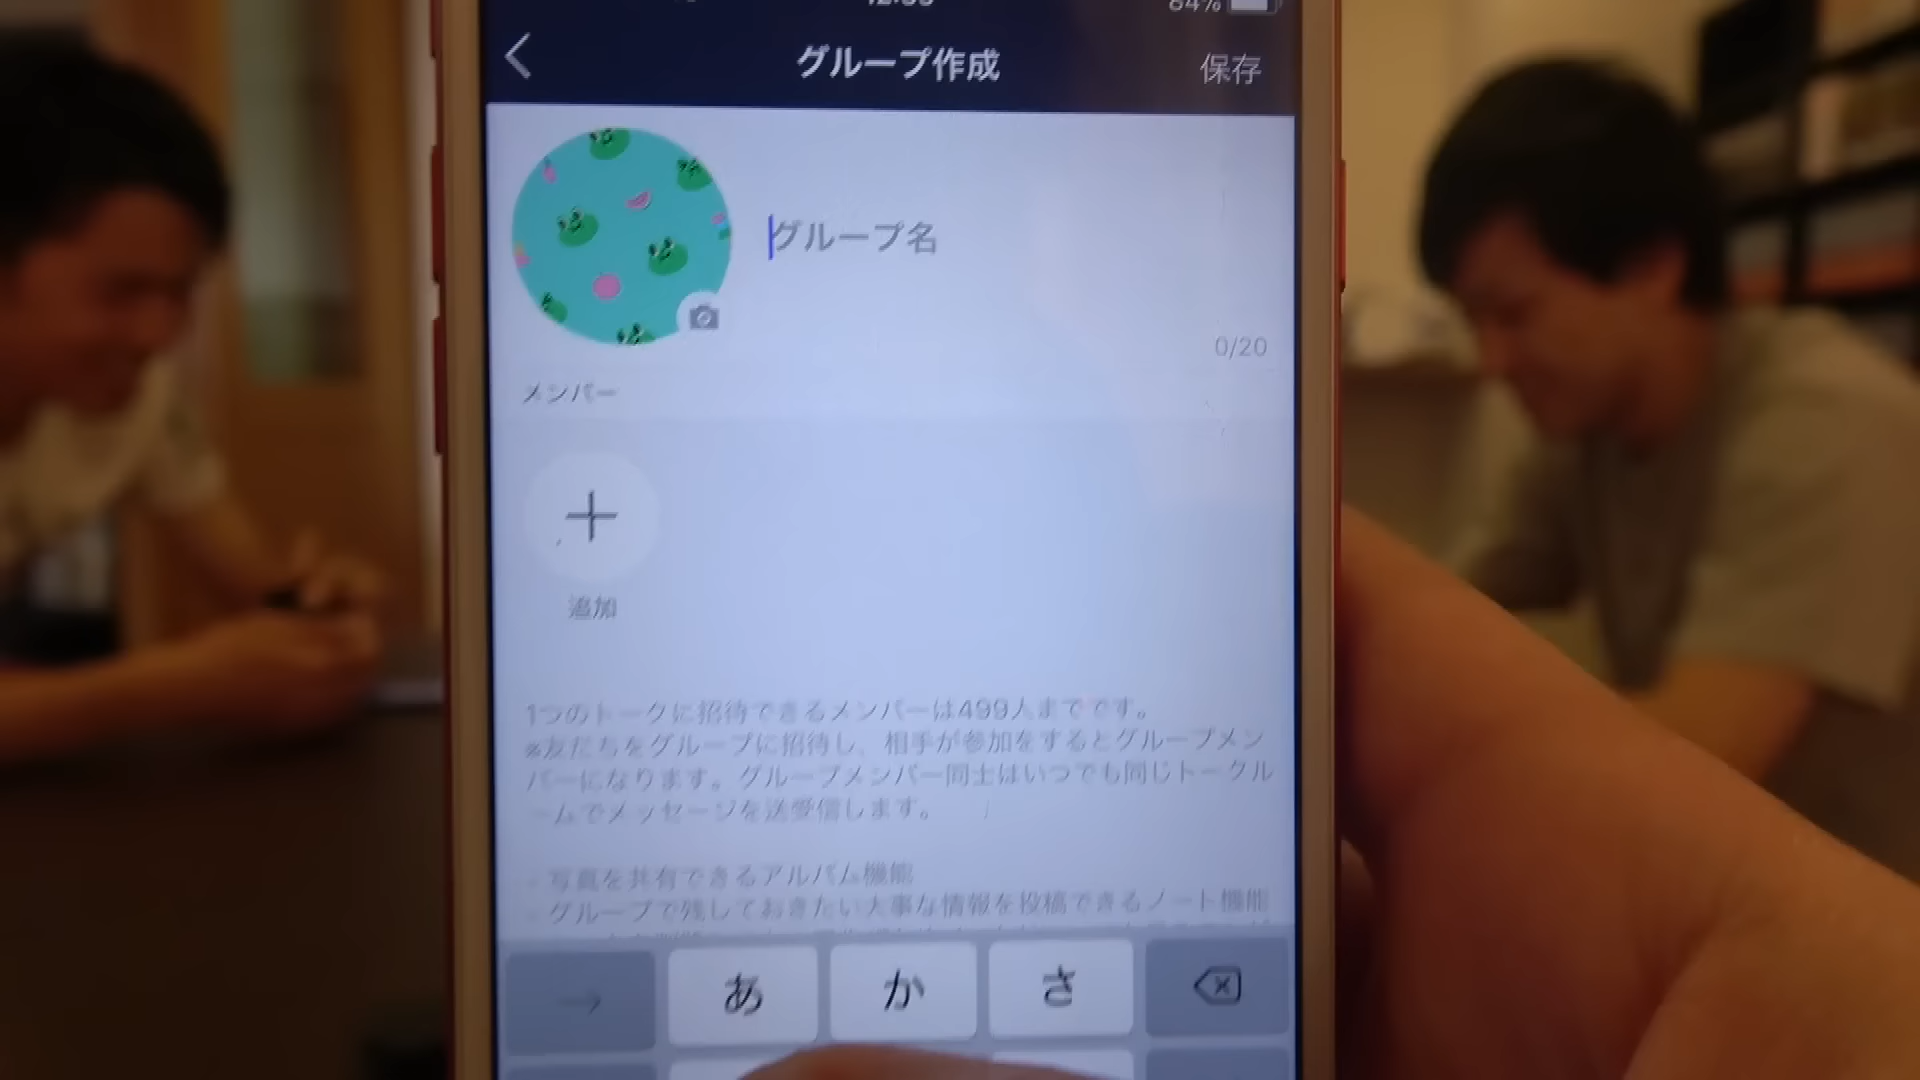 84%
グループ作成
保存
グループ名
0/20
メンバー
追加
1つのトークに招待できるメンバーは499人までです。
※友だちをグループに招待し、相手が参加をするとグループメン
バーになります。グループメンバー同士はいつでも同じトークル
ームでメッセージを送受信します。
- 写真を共有できるアルバム機能
- グループで残しておきたい大事な情報を投稿できるノート機能
→ あ か さ